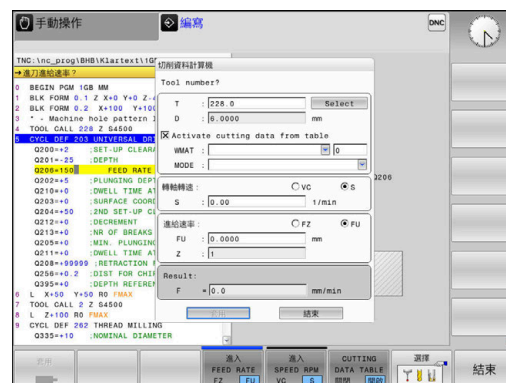 手動操作
編寫
DNC
TNC:\nc_prog\BHB\Klartext\1G
→進刀進給速率?
0 BEGIN PGM 1GB MM
1 BLK FORM 0.1 Z X+0 Y+0 Z-
2 BLK FORM 0.2 X+100 Y+10
3 * - Machine hole pattern
4 TOOL CALL 228 Z S4500
5 CYCL DEF 203 UNIVERSAL DRI
Q200=+2 ;SET-UP CLEARA
Q201=-25 ;DEPTH
Q206=150 FEED RATE
Q202=+5 ;PLUNGING DEPT
Q210=+0 ;DWELL TIME AT
Q203=+0 ;SURFACE COORD
Q204=+50 ;2ND SET-UP CL
Q212=+0 ;DECREMENT
Q213=+0 ;NR OF BREAKS
Q205=+0 ;MIN. PLUNGING
Q211=+0 ;DWELL TIME AT
Q208=+99999 ;RETRACTION
Q256=+0.2 ;DIST FOR CHI
Q395=+0 ;DEPTH REFEREN
6 L X+50 Y+50 R0 FMAX
7 TOOL CALL 2 Z S4500
8 L Z+100 R0 FMAX
9 CYCL DEF 262 THREAD MILLING
Q335=+10 ;NOMINAL DIAMETER
切削資料計算機
Tool number?
T : 228.0 Select
D : 6.0000 mm
Activate cutting data from table
WMAT : 0
MODE :
轉軸轉速: VC S
S : 0.00 1/min
進給速率: FZ FU
FU : 0.0000 mm
Z : 1
Result:
F = 0.0 mm/min
套用 結束
Q206
套用
進入 FEED RATE FZ FU
進入 SPEED RPM VC S
CUTTING DATA TABLE 關閉 開啟
選擇
結束